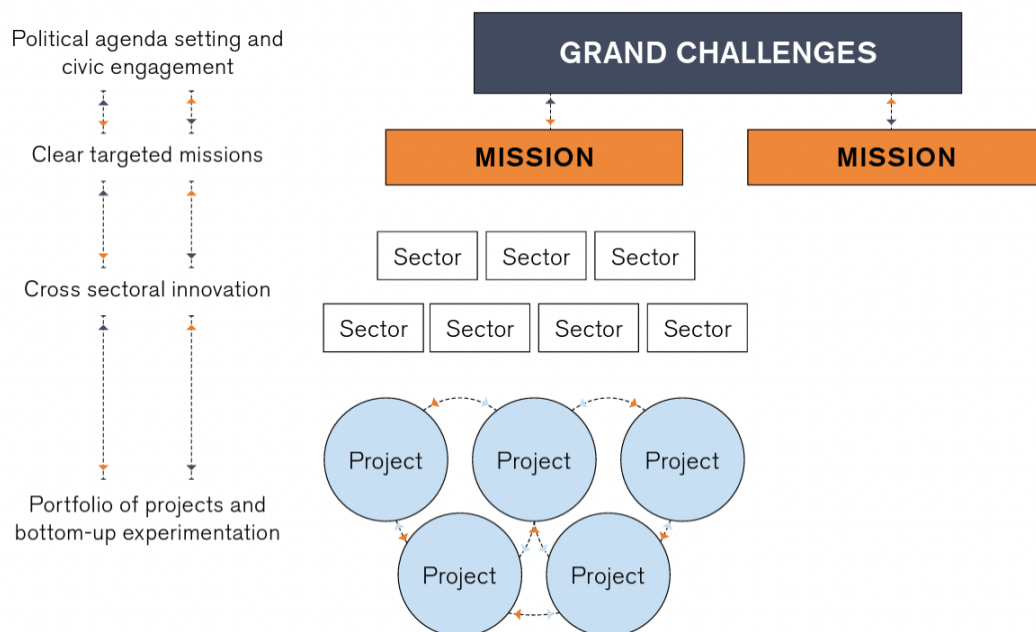 Political agenda setting and
civic engagement
GRAND CHALLENGES
Clear targeted missions
MISSION
MISSION
Sector
Sector
Sector
Cross sectoral innovation
Sector
Sector
Sector
Sector
Project
Project
Project
Portfolio of projects and
bottom-up experimentation
Project
Project